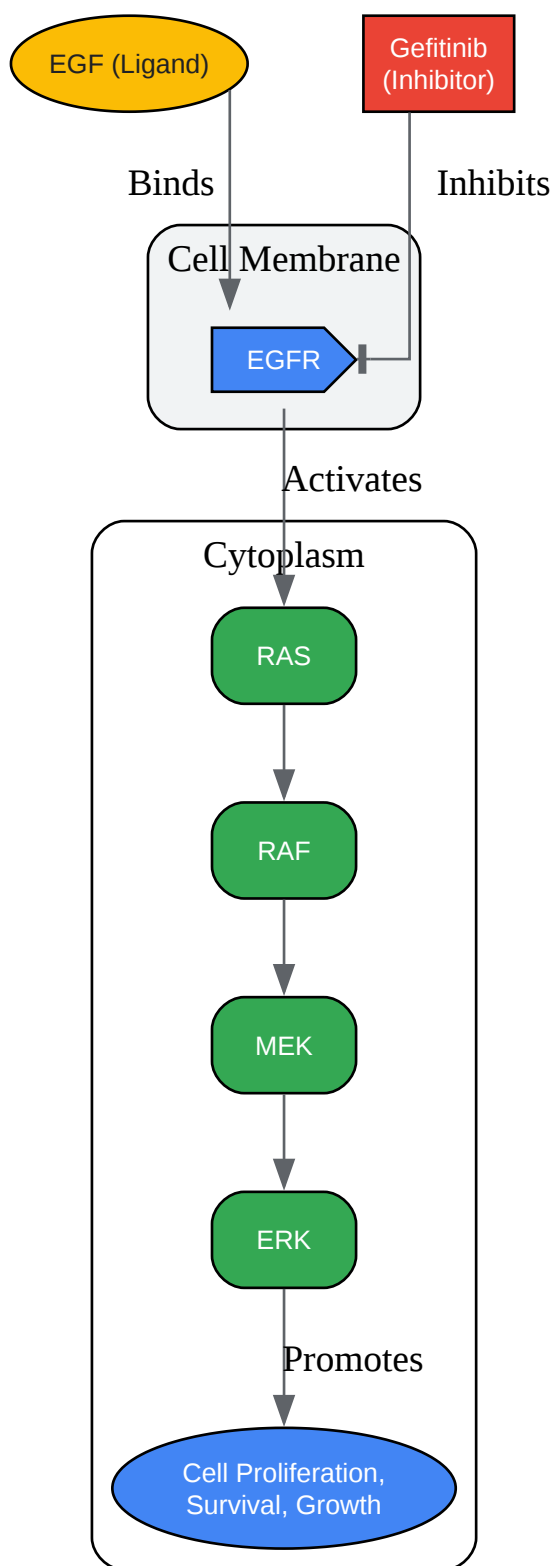 EGF (Ligand)
Gefitinib
(Inhibitor)
Binds
Inhibits
Cell Membrane
EGFR
Activates
Cytoplasm
RAS
RAF
MEK
ERK
Promotes
Cell Proliferation,
Survival, Growth